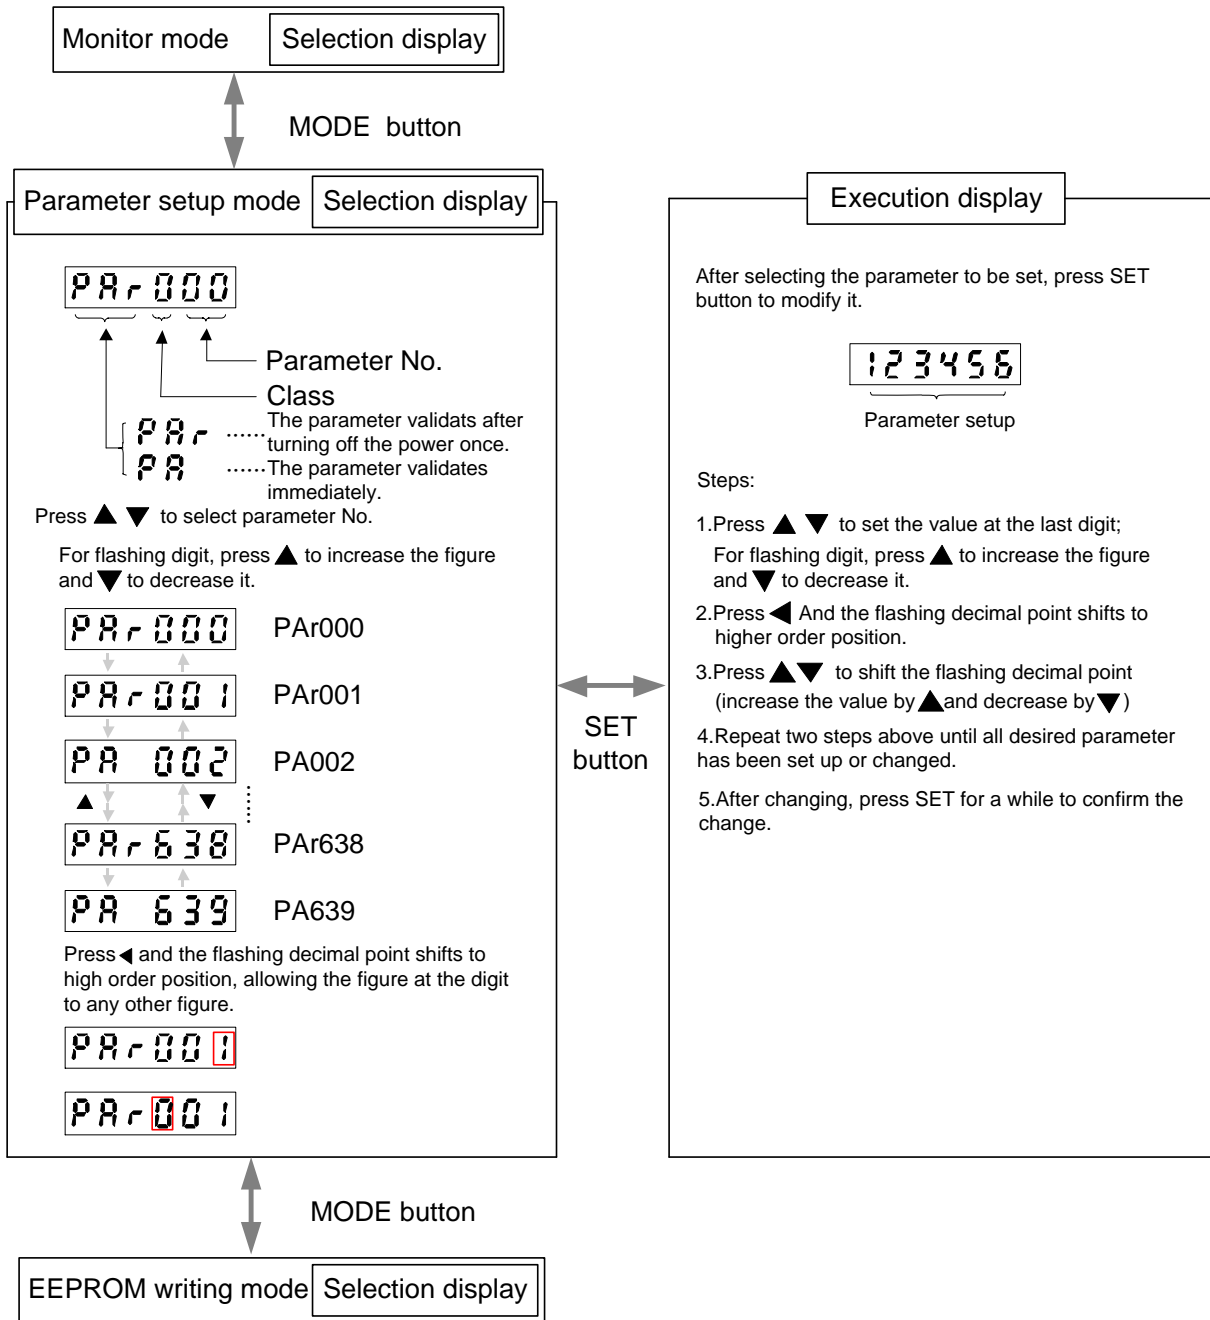 Monitor mode Selection display
MODE button
Parameter setup mode Selection display
PAr000
Parameter No.
Class
PAr ······ The parameter validats after
turning off the power once.
PA ······ The parameter validates
immediately.
Press ▲ ▼ to select parameter No.
For flashing digit, press ▲ to increase the figure
and ▼ to decrease it.
PAr000 PAr000
PAr001 PAr001
PA 002 PA002
▲ ▼
PAr638 PAr638
PA 639 PA639
Press ◀ and the flashing decimal point shifts to
high order position, allowing the figure at the digit
to any other figure.
PAr001
PAr001
SET
button
Execution display
After selecting the parameter to be set, press SET
button to modify it.
123456
Parameter setup
Steps:
1.Press ▲ ▼ to set the value at the last digit;
For flashing digit, press ▲ to increase the figure
and ▼ to decrease it.
2.Press ◀ And the flashing decimal point shifts to
higher order position.
3.Press ▲▼ to shift the flashing decimal point
(increase the value by ▲ and decrease by ▼ )
4.Repeat two steps above until all desired parameter
has been set up or changed.
5.After changing, press SET for a while to confirm the
change.
MODE button
EEPROM writing mode Selection display